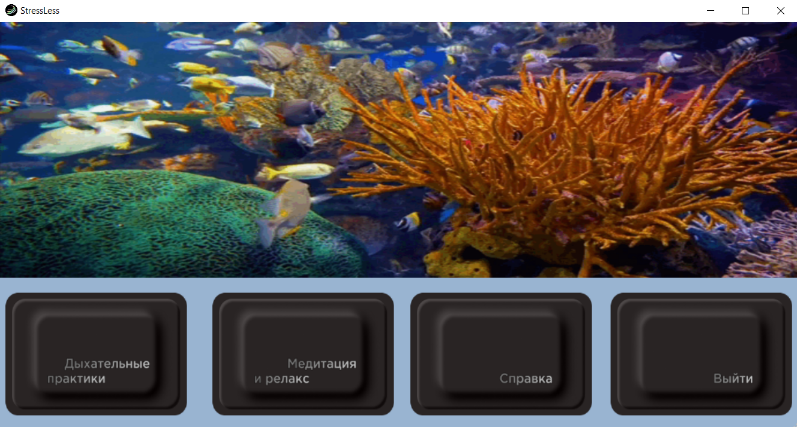 StressLess
Дыхательные
практики
Медитация
и релакс
Справка
Выйти